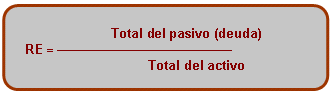 Total del pasivo (deuda)
RE = ——————————————
Total del activo